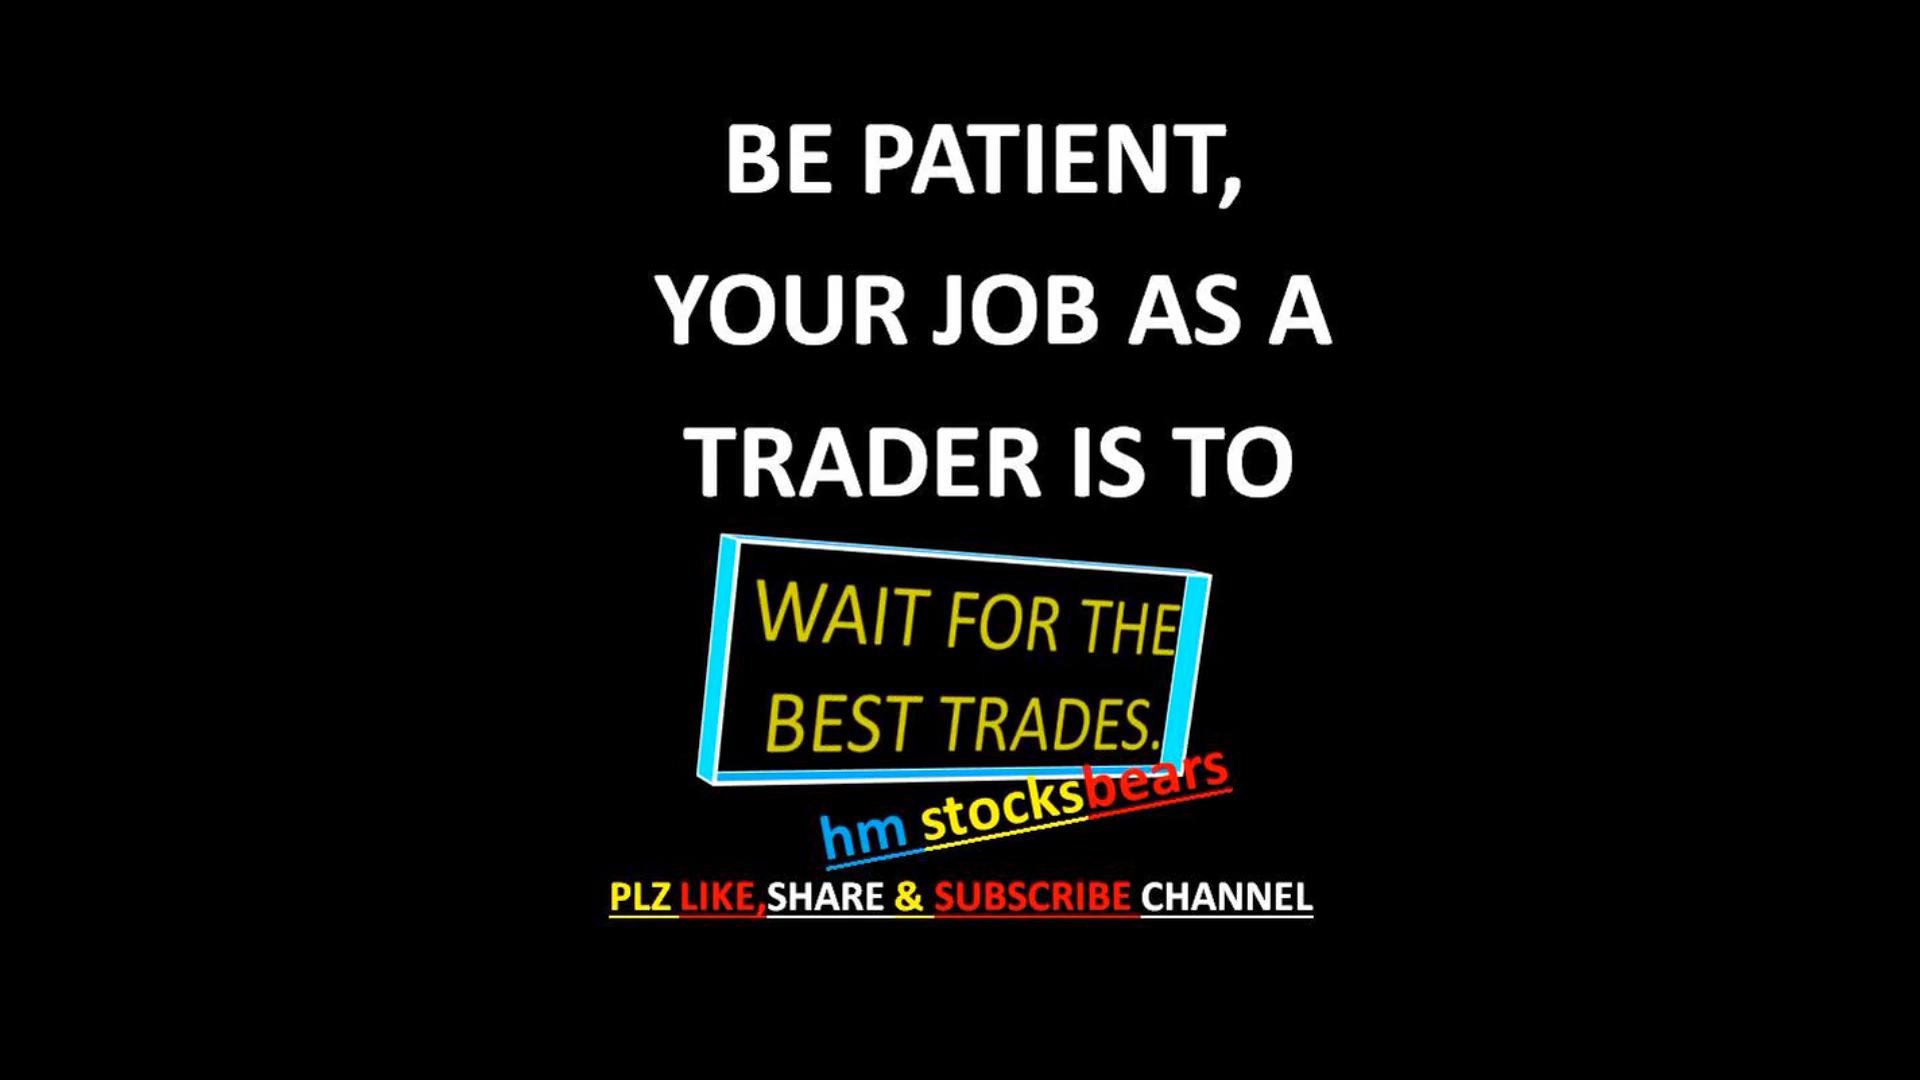 BE PATIENT,
YOUR JOB AS A
TRADER IS TO
WAIT FOR THE
BEST TRADES.
hm stocksbears
PLZ LIKE,SHARE & SUBSCRIBE CHANNEL